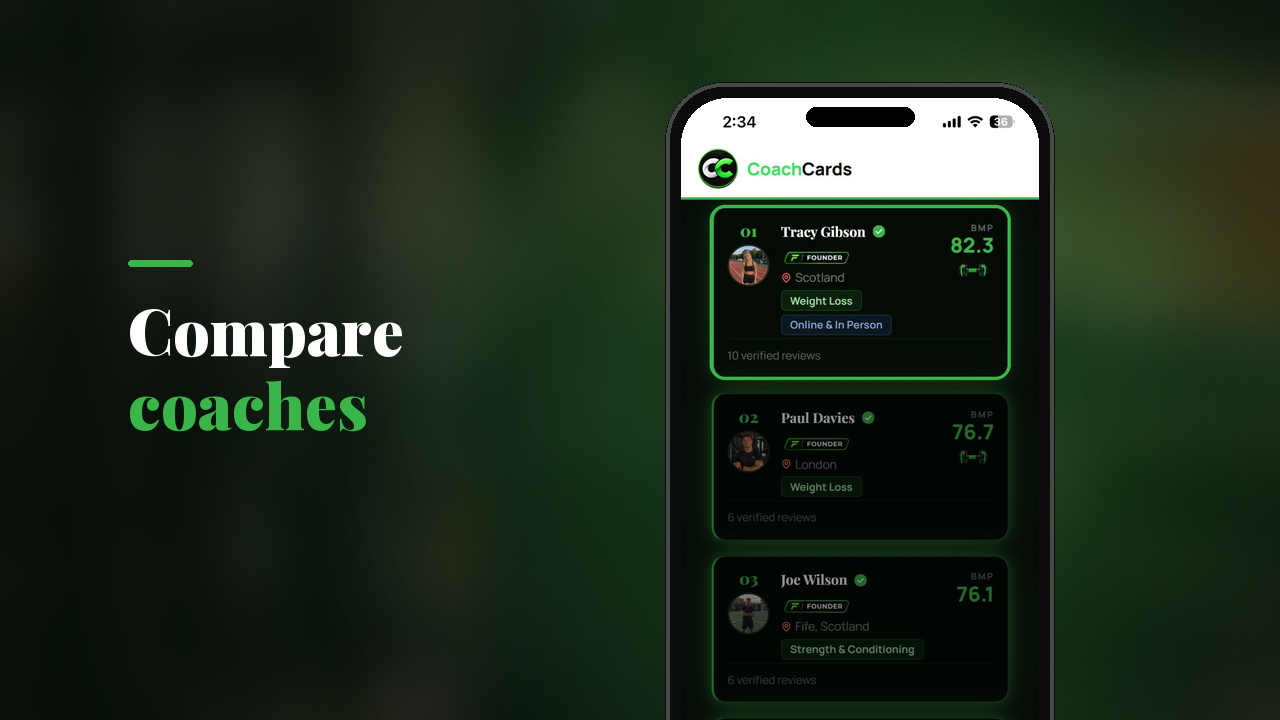 Compare
coaches
2:34
36
CC CoachCards
01 Tracy Gibson BMP
82.3
FOUNDER
Scotland
Weight Loss
Online & In Person
10 verified reviews
02 Paul Davies BMP
76.7
FOUNDER
London
Weight Loss
6 verified reviews
03 Joe Wilson BMP
76.1
FOUNDER
Fife, Scotland
Strength & Conditioning
6 verified reviews